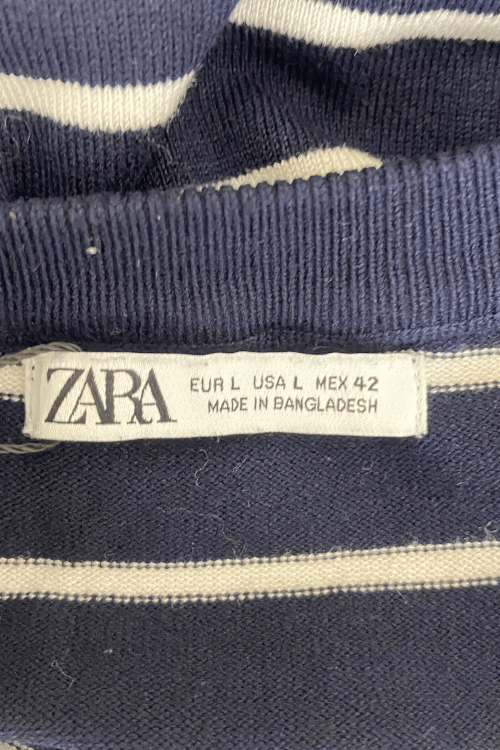 ZARA
EUR L USA L MEX 42
MADE IN BANGLADESH